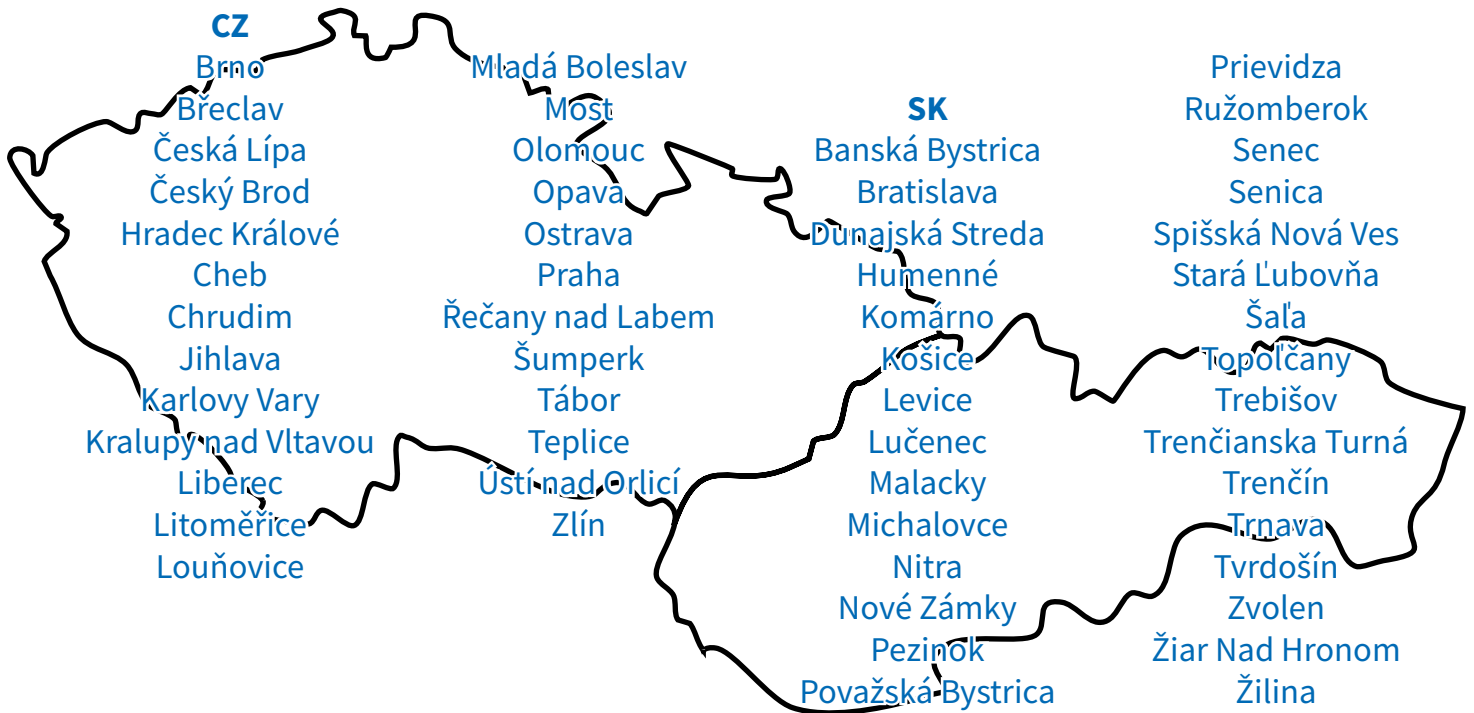 CZ
Brno
Břeclav
Česká Lípa
Český Brod
Hradec Králové
Cheb
Chrudim
Jihlava
Karlovy Vary
Kralupy nad Vltavou
Liberec
Litoměřice
Louňovice
Mladá Boleslav
Most
Olomouc
Opava
Ostrava
Praha
Řečany nad Labem
Šumperk
Tábor
Teplice
Ústí nad Orlicí
Zlín
SK
Banská Bystrica
Bratislava
Dunajská Streda
Humenné
Komárno
Košice
Levice
Lučenec
Malacky
Michalovce
Nitra
Nové Zámky
Pezinok
Považská Bystrica
Prievidza
Ružomberok
Senec
Senica
Spišská Nová Ves
Stará Ľubovňa
Šaľa
Topoľčany
Trebišov
Trenčianska Turná
Trenčín
Trnava
Tvrdošín
Zvolen
Žiar Nad Hronom
Žilina